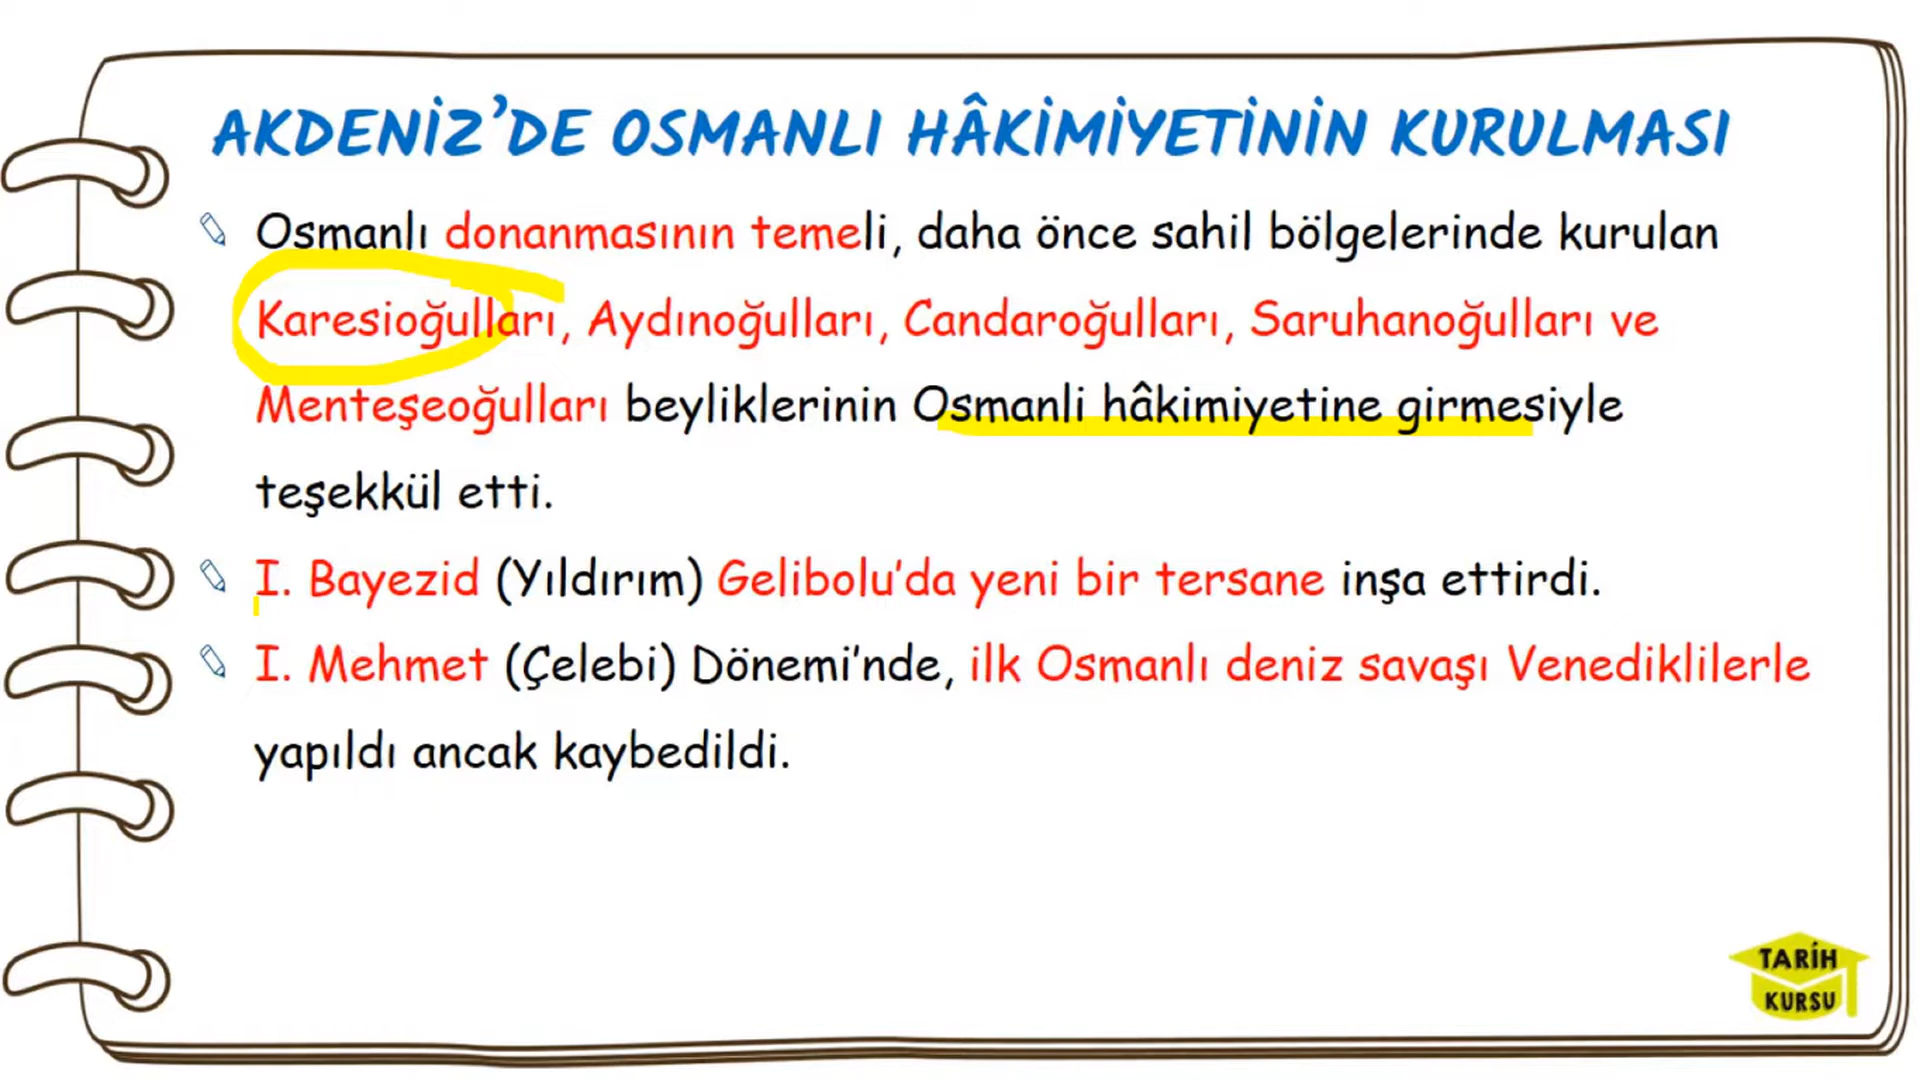 AKDENİZ’DE OSMANLI HÂKİMİYETİNİN KURULMASI
Osmanlı donanmasının temeli, daha önce sahil bölgelerinde kurulan
Karesioğulları, Aydınoğulları, Candaroğulları, Saruhanoğulları ve
Menteşeoğulları beyliklerinin Osmanli hâkimiyetine girmesiyle
teşekkül etti.
I. Bayezid (Yıldırım) Gelibolu’da yeni bir tersane inşa ettirdi.
I. Mehmet (Çelebi) Dönemi’nde, ilk Osmanlı deniz savaşı Venediklilerle
yapıldı ancak kaybedildi.
TARİH
KURSU